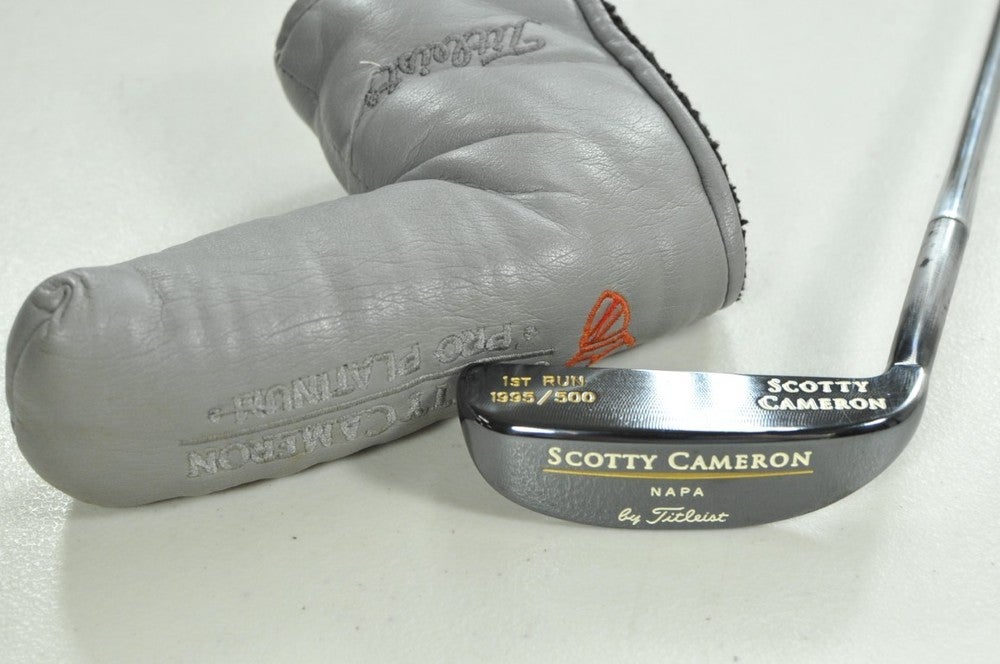 Titleist
SCOTTY CAMERON
PRO PLATINUM
1ST RUN
1995/500
SCOTTY
CAMERON
SCOTTY CAMERON
NAPA
by Titleist